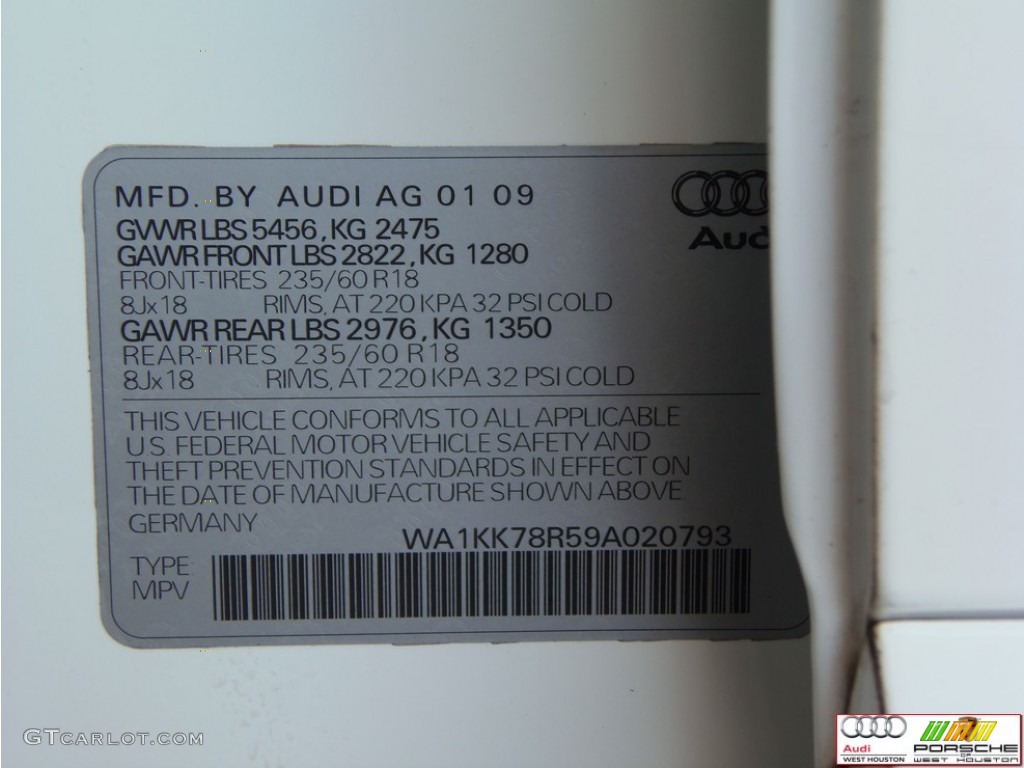 MFD. BY AUDI AG 01 09
GVWR LBS 5456, KG 2475
GAWR FRONT LBS 2822, KG 1280
FRONT-TIRES 235/60 R18
8Jx18 RIMS, AT 220 KPA 32 PSI COLD
GAWR REAR LBS 2976, KG 1350
REAR-TIRES 235/60 R18
8Jx18 RIMS, AT 220 KPA 32 PSI COLD
Audi
THIS VEHICLE CONFORMS TO ALL APPLICABLE
U.S. FEDERAL MOTOR VEHICLE SAFETY AND
THEFT PREVENTION STANDARDS IN EFFECT ON
THE DATE OF MANUFACTURE SHOWN ABOVE
GERMANY
WA1KK78R59A020793
TYPE
MPV
GTCARLOT.COM
Audi
WEST HOUSTON
PORSCHE
OF
WEST HOUSTON